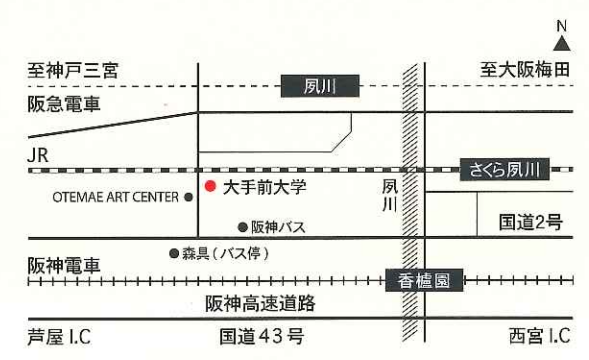 N
至神戸三宮
至大阪梅田
夙川
阪急電車
JR
さくら夙川
大手前大学
夙川
OTEMAE ART CENTER
阪神バス
国道2号
森具(バス停)
阪神電車
香櫨園
阪神高速道路
芦屋I.C
国道43号
西宮I.C